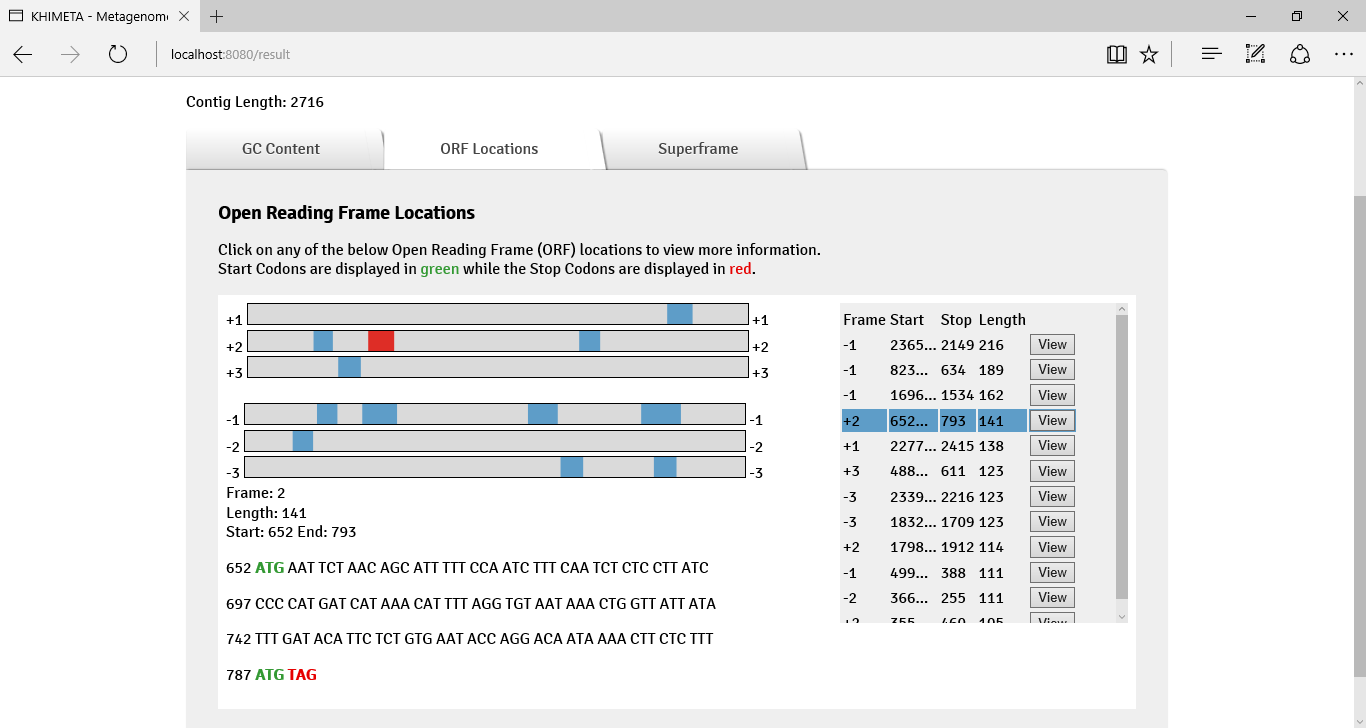 KHIMETA - Metagenom
localhost:8080/result
Contig Length: 2716
GC Content
ORF Locations
Superframe
Open Reading Frame Locations
Click on any of the below Open Reading Frame (ORF) locations to view more information.
Start Codons are displayed in green while the Stop Codons are displayed in red.
+1 +1
+2 +2
+3 +3
-1 -1
-2 -2
-3 -3
Frame: 2
Length: 141
Start: 652 End: 793
652 ATG AAT TCT AAC AGC ATT TTT CCA ATC TTT CAA TCT CTC CTT ATC
697 CCC CAT GAT CAT AAA CAT TTT AGG TGT AAT AAA CTG GTT ATT ATA
742 TTT GAT ACA TTC TCT GTG AAT ACC AGG ACA ATA AAA CTT CTC TTT
787 ATG TAG
Frame Start Stop Length
-1 2365... 2149 216 View
-1 823... 634 189 View
-1 1696... 1534 162 View
+2 652... 793 141 View
+1 2277... 2415 138 View
+3 488... 611 123 View
-3 2339... 2216 123 View
-3 1832... 1709 123 View
+2 1798... 1912 114 View
-1 499... 388 111 View
-2 366... 255 111 View
+2 355... 460 105 View